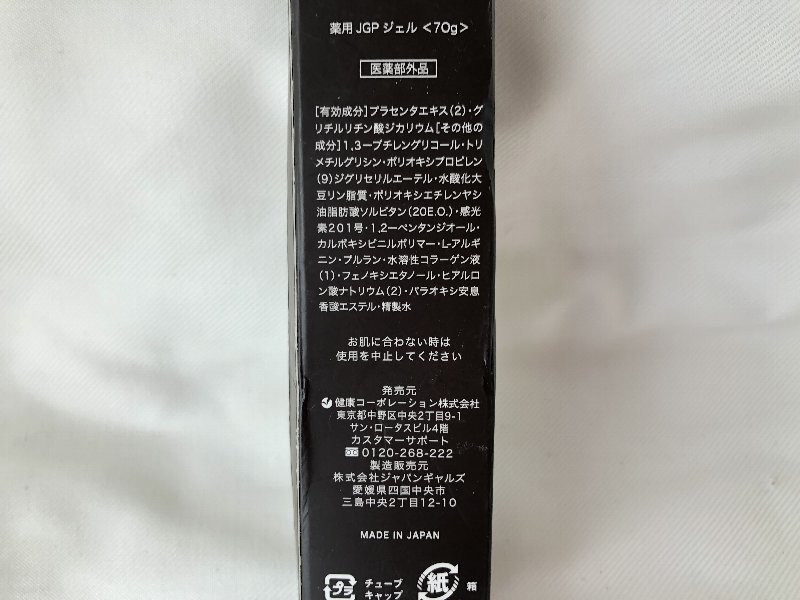 薬用 JGP ジェル <70g>
医薬部外品
[有効成分]プラセンタエキス(2)・グ
リチルリチン酸ジカリウム[その他の
成分]1,3ーブチレングリコール・トリ
メチルグリシン・ポリオキシプロピレン
(9)ジグリセリルエーテル・水酸化大
豆リン脂質・ポリオキシエチレンヤシ
油脂肪酸ソルビタン(20E.O.)・感光
素201号・1,2ーペンタンジオール・
カルボキシビニルポリマー・L-アルギ
ニン・プルラン・水溶性コラーゲン液
(1)・フェノキシエタノール・ヒアルロ
ン酸ナトリウム(2)・パラオキシ安息
香酸エステル・精製水
お肌に合わない時は
使用を中止してください
発売元
健康コーポレーション株式会社
東京都中野区中央2丁目9-1
サン・ロータスビル4階
カスタマーサポート
0120-268-222
製造販売元
株式会社ジャパンギャルズ
愛媛県四国中央市
三島中央2丁目12-10
MADE IN JAPAN
プラ チューブ 紙 箱
キャップ